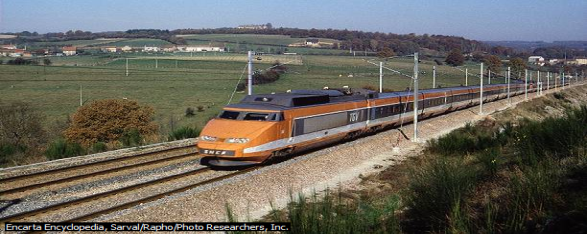 TGV
SNCF
Encarta Encyclopedia, Sarval/Rapho/Photo Researchers, Inc.